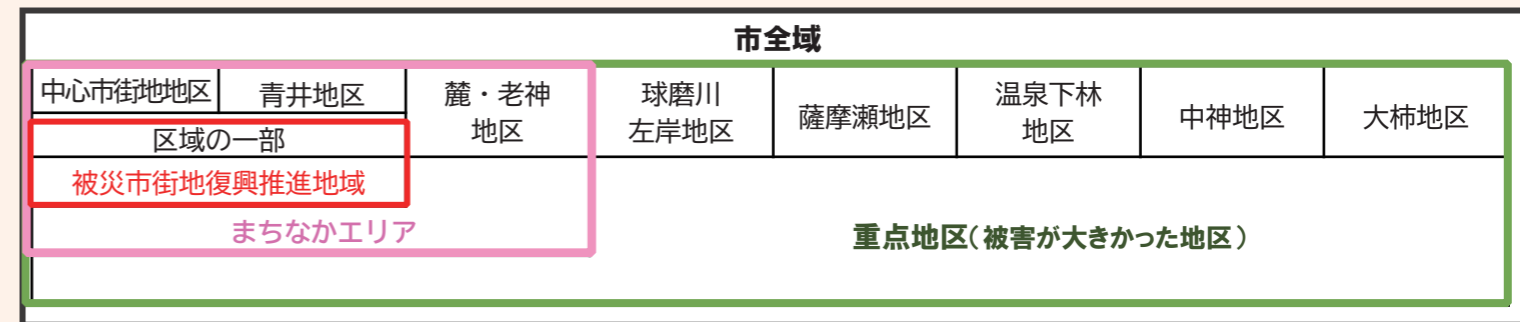 市全域
中心市街地地区
青井地区
麓・老神
地区
球磨川
左岸地区
薩摩瀬地区
温泉下林
地区
中神地区
大柿地区
区域の一部
被災市街地復興推進地域
まちなかエリア
重点地区(被害が大きかった地区)